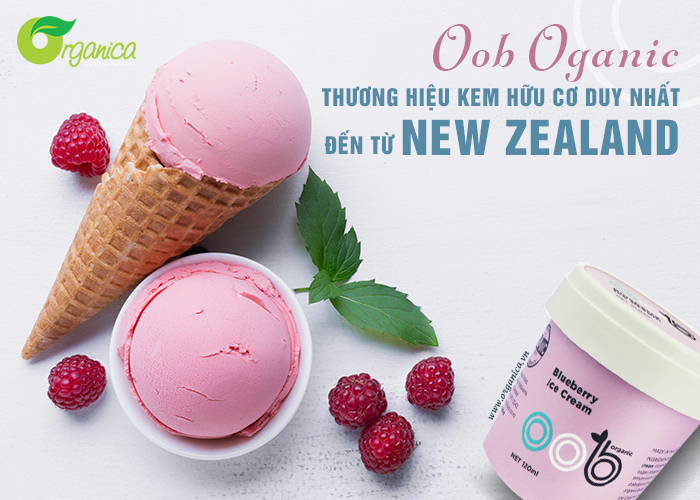 Organica
Oob Oganic
THƯƠNG HIỆU KEM HỮU CƠ DUY NHẤT
ĐẾN TỪ NEW ZEALAND
www.organica.vn
Blueberry
Ice Cream
oob organic
NET 120ml